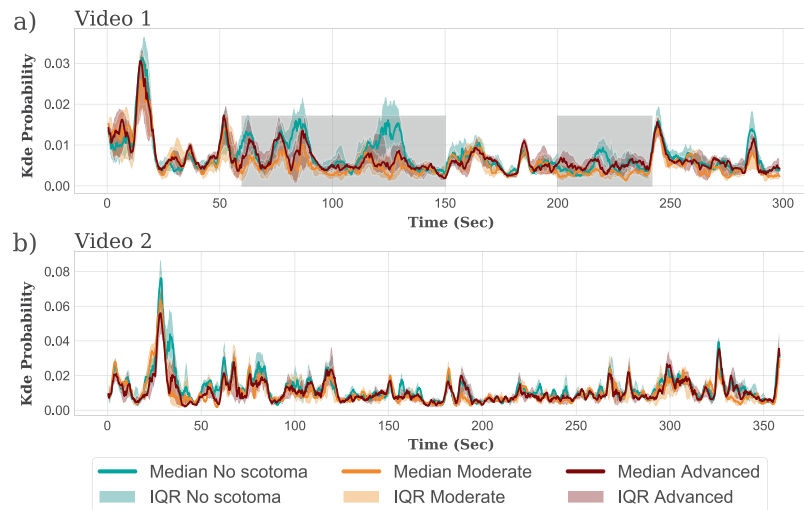 a) Video 1
Kde Probability
0.03
0.02
0.01
0.00
0 50 100 150 200 250 300
Time (Sec)
b) Video 2
Kde Probability
0.08
0.06
0.04
0.02
0.00
0 50 100 150 200 250 300 350
Time (Sec)
Median No scotoma Median Moderate Median Advanced
IQR No scotoma IQR Moderate IQR Advanced